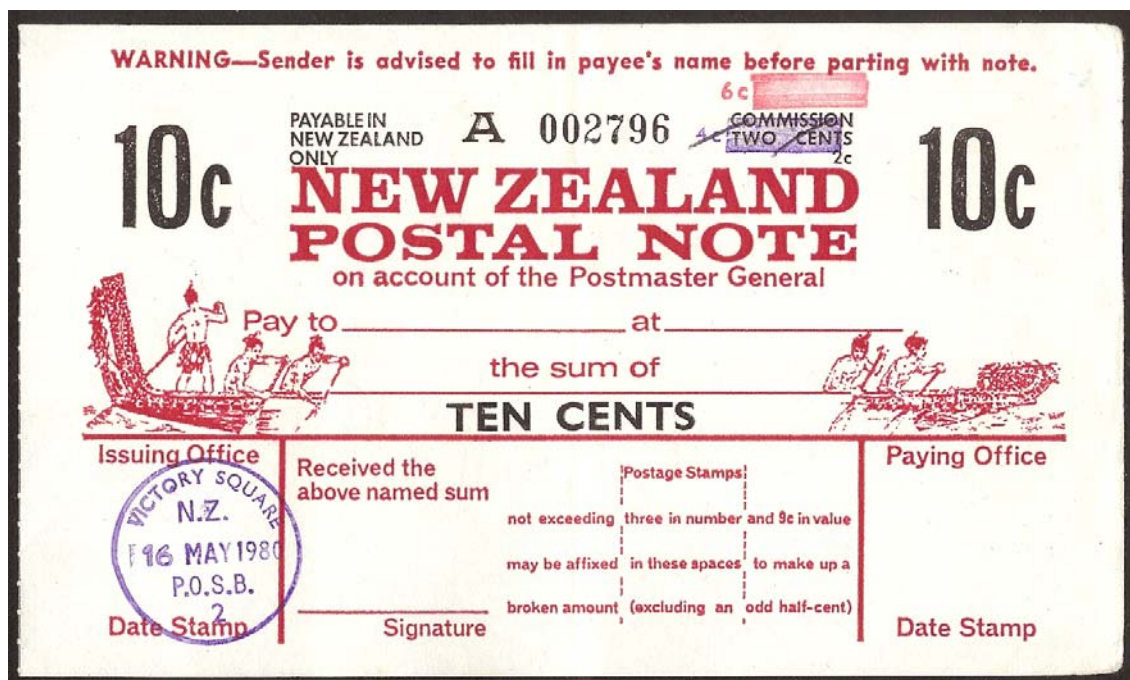 WARNING—Sender is advised to fill in payee's name before parting with note.
6c
PAYABLE IN
NEW ZEALAND
ONLY
A 002796
4c
COMMISSION
TWO CENTS
2c
10c
10c
NEW ZEALAND
POSTAL NOTE
on account of the Postmaster General
Pay to at
the sum of
TEN CENTS
Issuing Office
VICTORY SQUARE
N.Z.
16 MAY 1980
P.O.S.B.
2
Date Stamp
Received the
above named sum
Signature
Postage Stamps
not exceeding three in number and 9c in value
may be affixed in these spaces to make up a
broken amount (excluding an odd half-cent)
Paying Office
Date Stamp